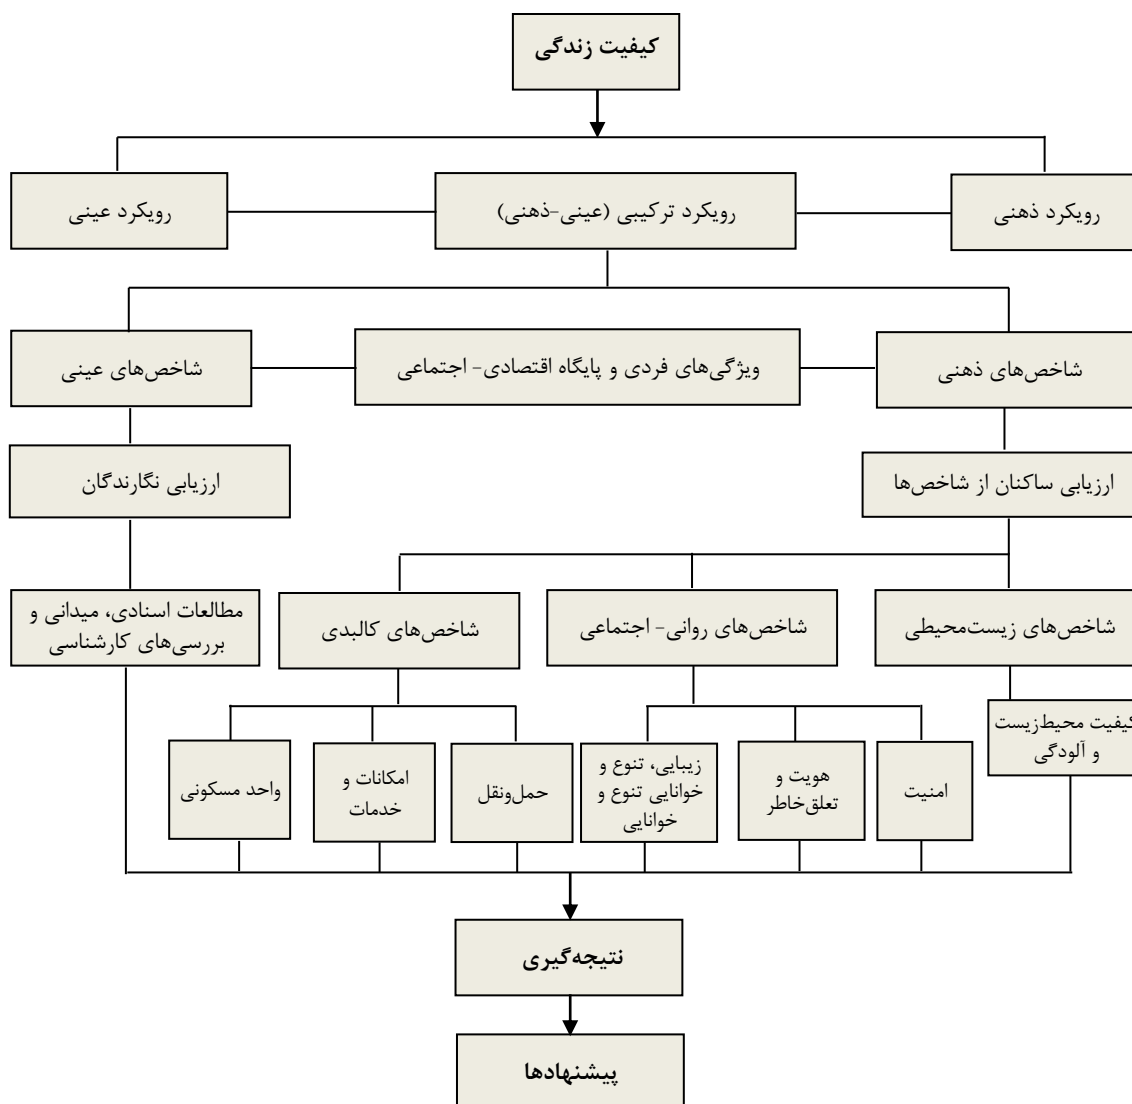 کیفیت زندگی
رویکرد ذهنی
رویکرد ترکیبی (عینی-ذهنی)
رویکرد عینی
شاخص‌های ذهنی
ویژگی‌های فردی و پایگاه اقتصادی- اجتماعی
شاخص‌های عینی
ارزیابی ساکنان از شاخص‌ها
ارزیابی نگارندگان
شاخص‌های زیست‌محیطی
شاخص‌های روانی- اجتماعی
شاخص‌های کالبدی
مطالعات اسنادی، میدانی و
بررسی‌های کارشناسی
کیفیت محیط‌زیست
و آلودگی
امنیت
هویت و
تعلق‌خاطر
زیبایی، تنوع و
خوانایی تنوع و
خوانایی
حمل‌ونقل
امکانات و
خدمات
واحد مسکونی
نتیجه‌گیری
پیشنهادها